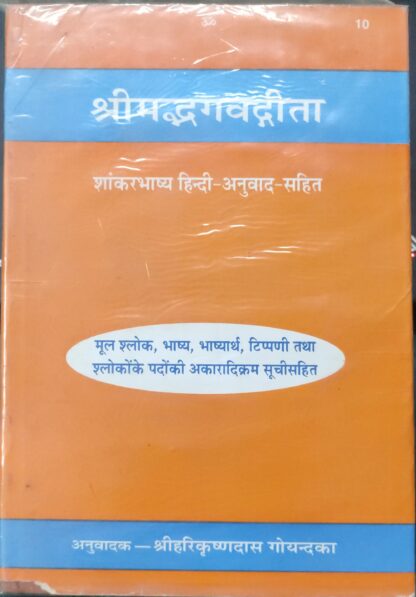 ॐ
10
श्रीमद्भगवद्गीता
शांकरभाष्य हिन्दी-अनुवाद-सहित
मूल श्लोक, भाष्य, भाष्यार्थ, टिप्पणी तथा
श्लोकोंके पदोंकी अकारादिक्रम सूचीसहित
अनुवादक — श्रीहरिकृष्णदास गोयन्दका